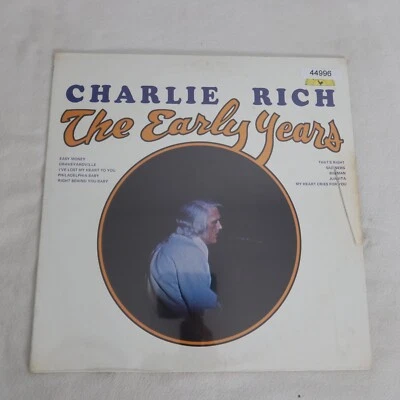 44996
CHARLIE RICH
The Early Years
EASY MONEY
GRAVEYARDVILLE
I'VE LOST MY HEART TO YOU
PHILADELPHIA BABY
RIGHT BEHIND YOU BABY
THAT'S RIGHT
BIG MAN
MY HEART CRIES FOR YOU